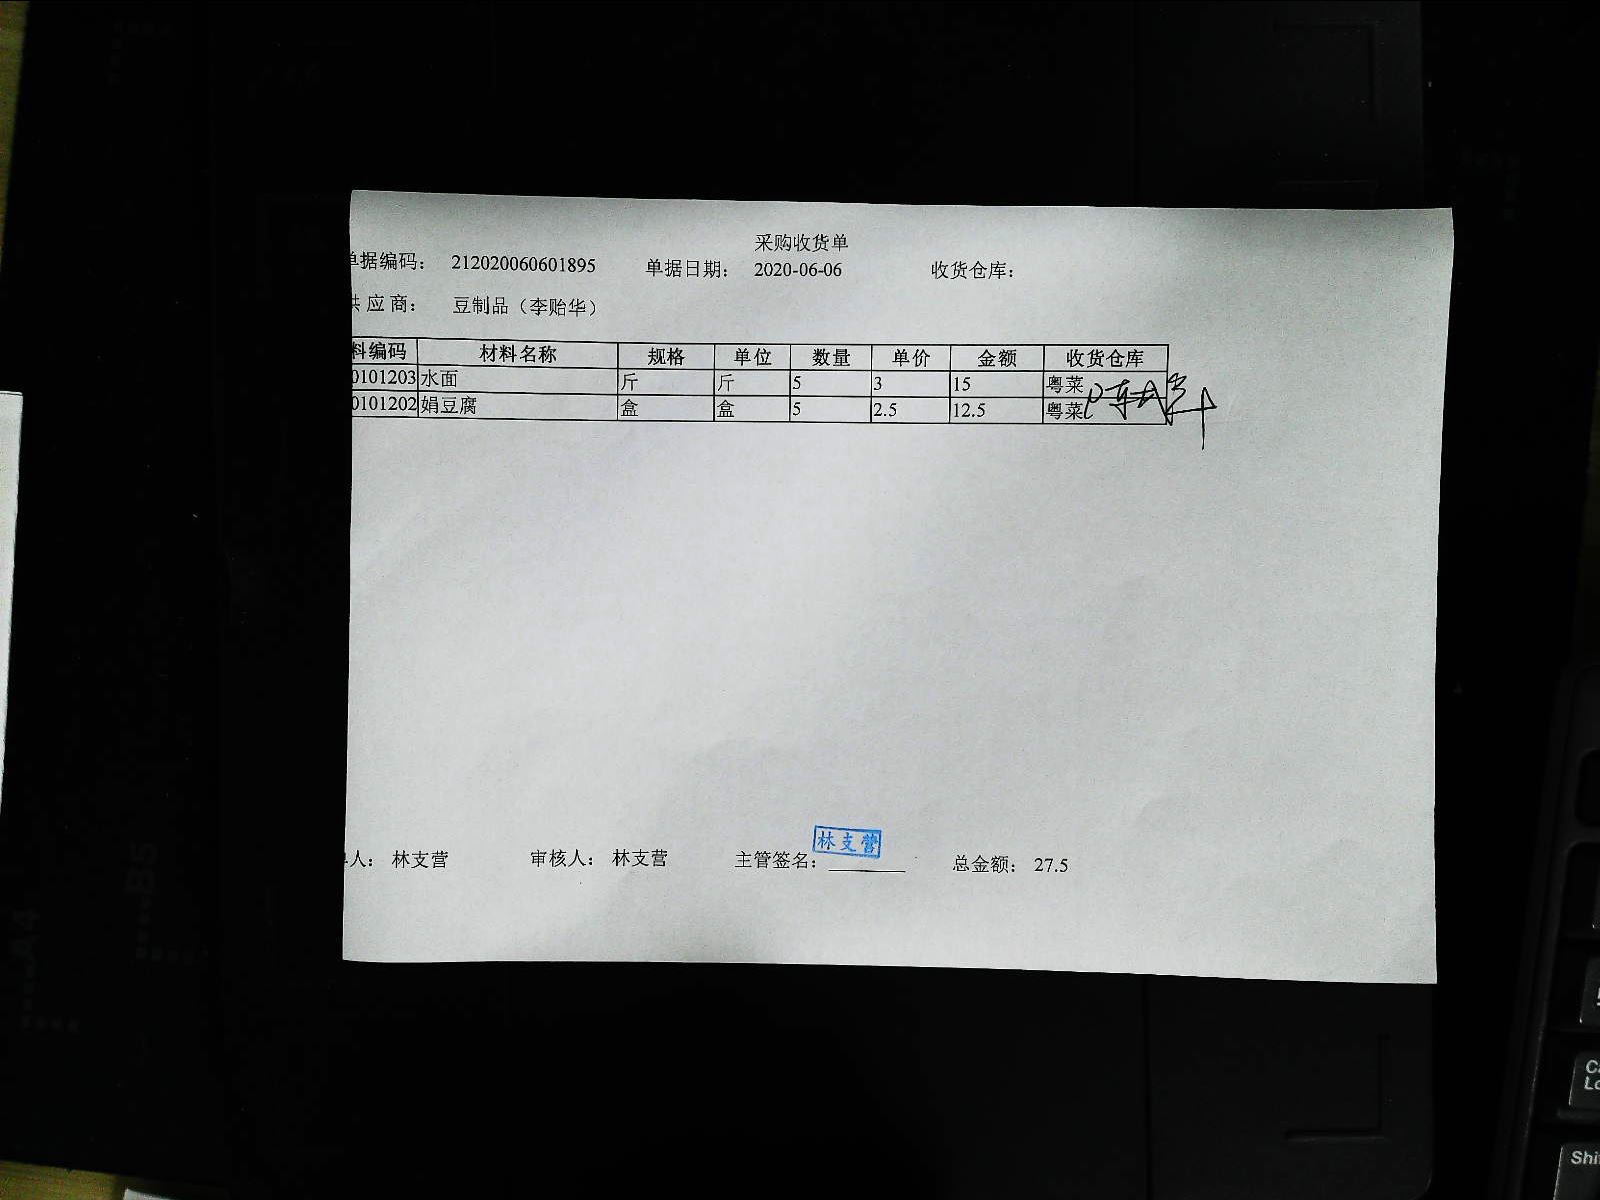 采购收货单
单据编码： 212020060601895 单据日期： 2020-06-06 收货仓库：
供应商： 豆制品（李贻华）
料编码 材料名称 规格 单位 数量 单价 金额 收货仓库
0101203 水面 斤 斤 5 3 15 粤菜
0101202 娟豆腐 盒 盒 5 2.5 12.5 粤菜
林支营
人： 林支营 审核人： 林支营 主管签名： 总金额： 27.5
Shi